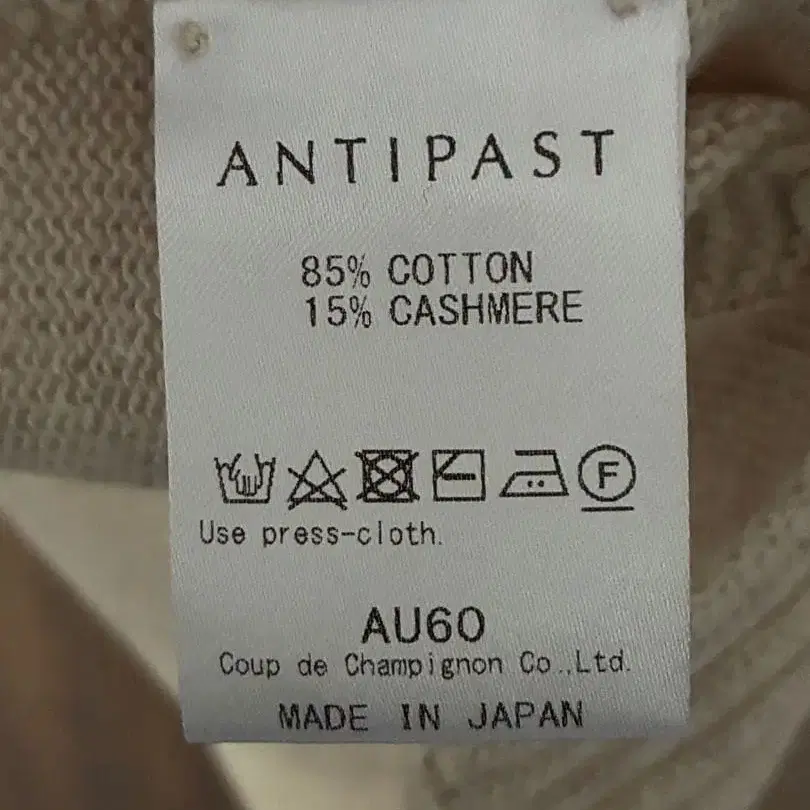 ANTIPAST
85% COTTON
15% CASHMERE
F
Use press-cloth.
AU60
Coup de Champignon Co.,Ltd.
MADE IN JAPAN